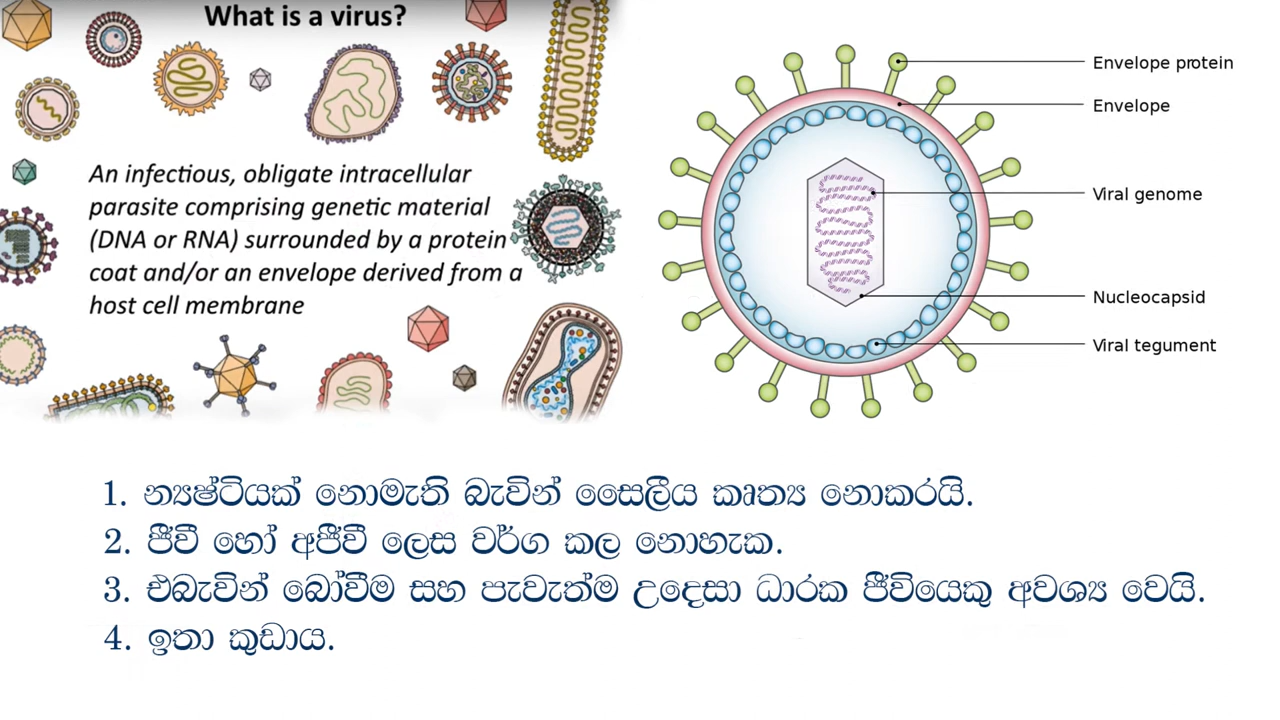 What is a virus?
An infectious, obligate intracellular
parasite comprising genetic material
(DNA or RNA) surrounded by a protein
coat and/or an envelope derived from a
host cell membrane
Envelope protein
Envelope
Viral genome
Nucleocapsid
Viral tegument
1. න්‍යෂ්ටියක් නොමැති බැවින් සෛලීය කෘත්‍ය නොකරයි.
2. ජීවී හෝ අජීවී ලෙස වර්ග කල නොහැක.
3. එබැවින් බෝවීම සහ පැවැත්ම උදෙසා ධාරක ජීවියෙකු අවශ්‍ය වෙයි.
4. ඉතා කුඩාය.